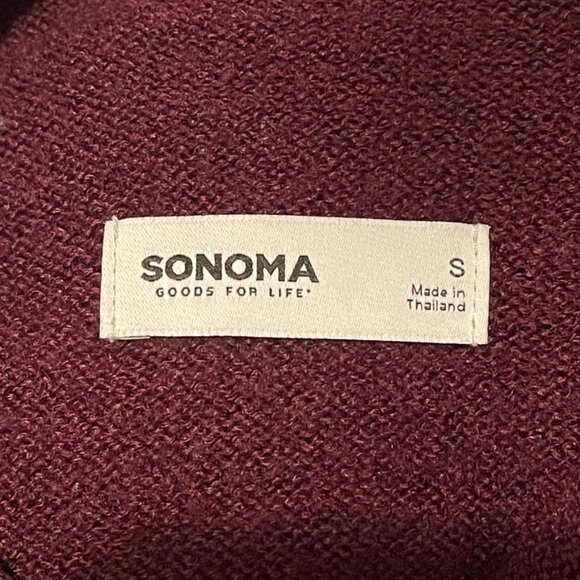 SONOMA
GOODS FOR LIFE*
S
Made in
Thailand